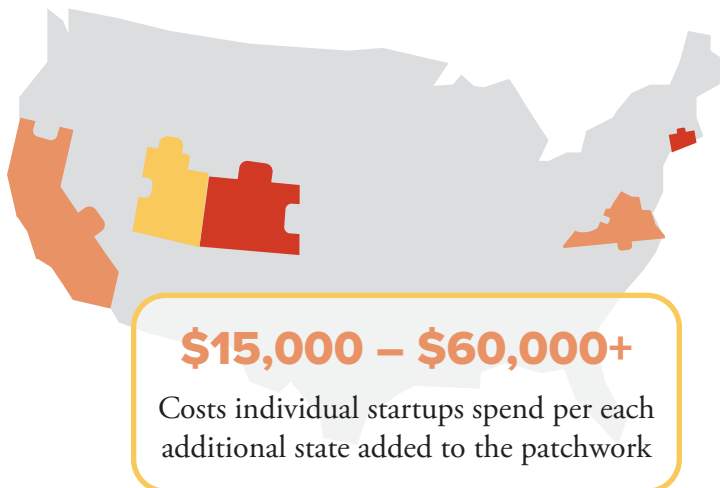 $15,000 – $60,000+
Costs individual startups spend per each
additional state added to the patchwork